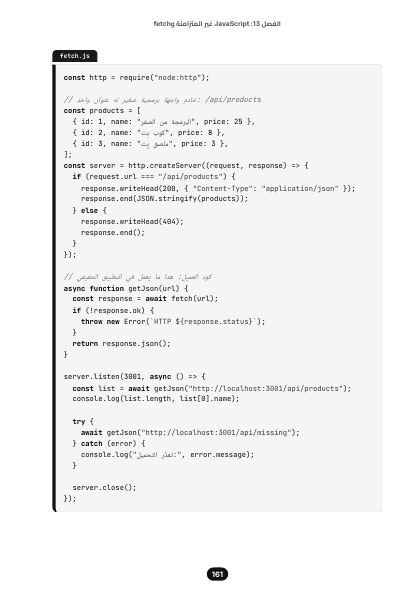 الفصل 13: JavaScript غير المتزامنة وfetch
fetch.js
const http = require("node:http");
// خادم واجهة برمجية صغير له عنوان واحد: /api/products
const products = [
{ id: 1, name: "البرمجة من الصفر", price: 25 },
{ id: 2, name: "كوب بِت", price: 8 },
{ id: 3, name: "ملصق بِت", price: 3 },
];
const server = http.createServer((request, response) => {
if (request.url === "/api/products") {
response.writeHead(200, { "Content-Type": "application/json" });
response.end(JSON.stringify(products));
} else {
response.writeHead(404);
response.end();
}
});
// كود العميل: هذا ما يعمل في التطبيق الحقيقي
async function getJson(url) {
const response = await fetch(url);
if (!response.ok) {
throw new Error(`HTTP ${response.status}`);
}
return response.json();
}
server.listen(3001, async () => {
const list = await getJson("http://localhost:3001/api/products");
console.log(list.length, list[0].name);
try {
await getJson("http://localhost:3001/api/missing");
} catch (error) {
console.log("تعذّر التحميل:", error.message);
}
server.close();
});
161